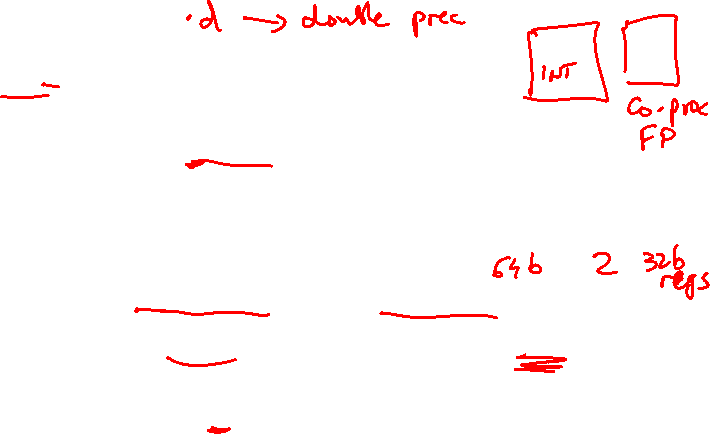 .d → double prec
INT
Co-proc
FP
64b 2 32b
regs